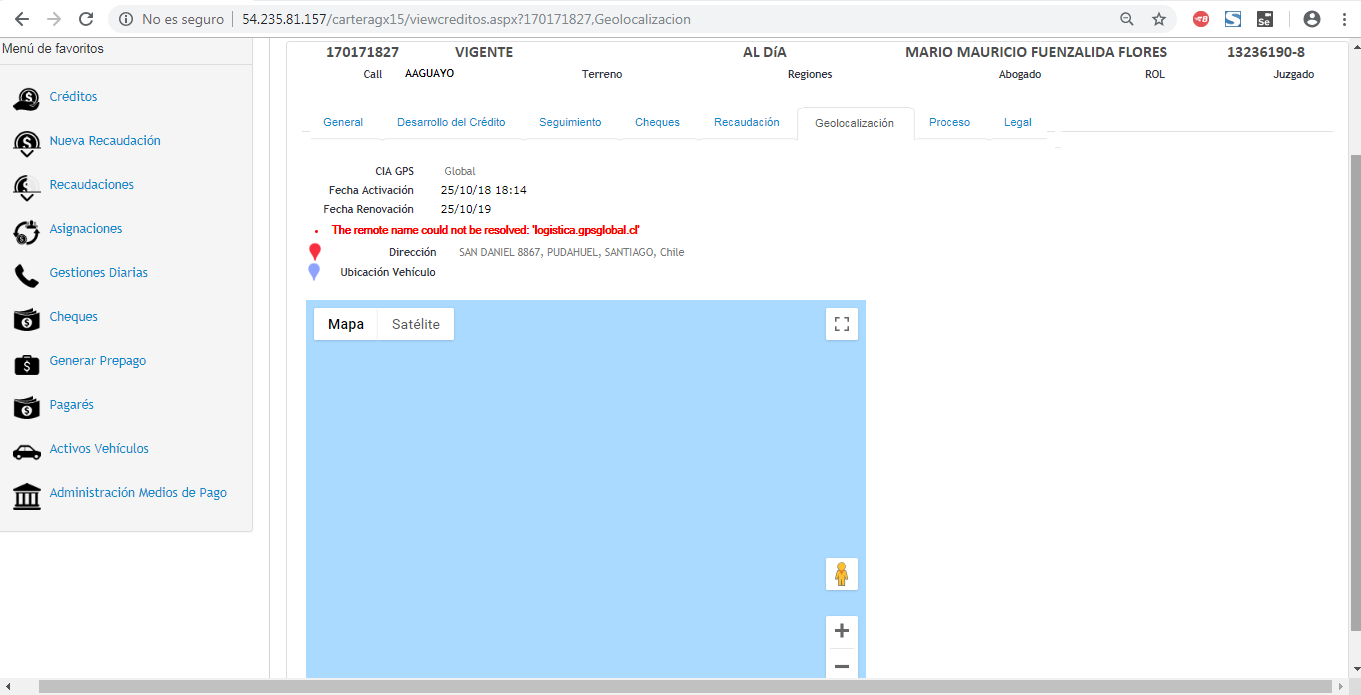 No es seguro | 54.235.81.157/carteragx15/viewcreditos.aspx?170171827,Geolocalizacion
Menú de favoritos
Créditos
Nueva Recaudación
Recaudaciones
Asignaciones
Gestiones Diarias
Cheques
Generar Prepago
Pagarés
Activos Vehículos
Administración Medios de Pago
170171827 VIGENTE AL DíA MARIO MAURICIO FUENZALIDA FLORES 13236190-8
Call AAGUAYO Terreno Regiones Abogado ROL Juzgado
General Desarrollo del Crédito Seguimiento Cheques Recaudación Geolocalización Proceso Legal
CIA GPS Global
Fecha Activación 25/10/18 18:14
Fecha Renovación 25/10/19
• The remote name could not be resolved: 'logistica.gpsglobal.cl'
Dirección SAN DANIEL 8867, PUDAHUEL, SANTIAGO, Chile
Ubicación Vehículo
Mapa Satélite